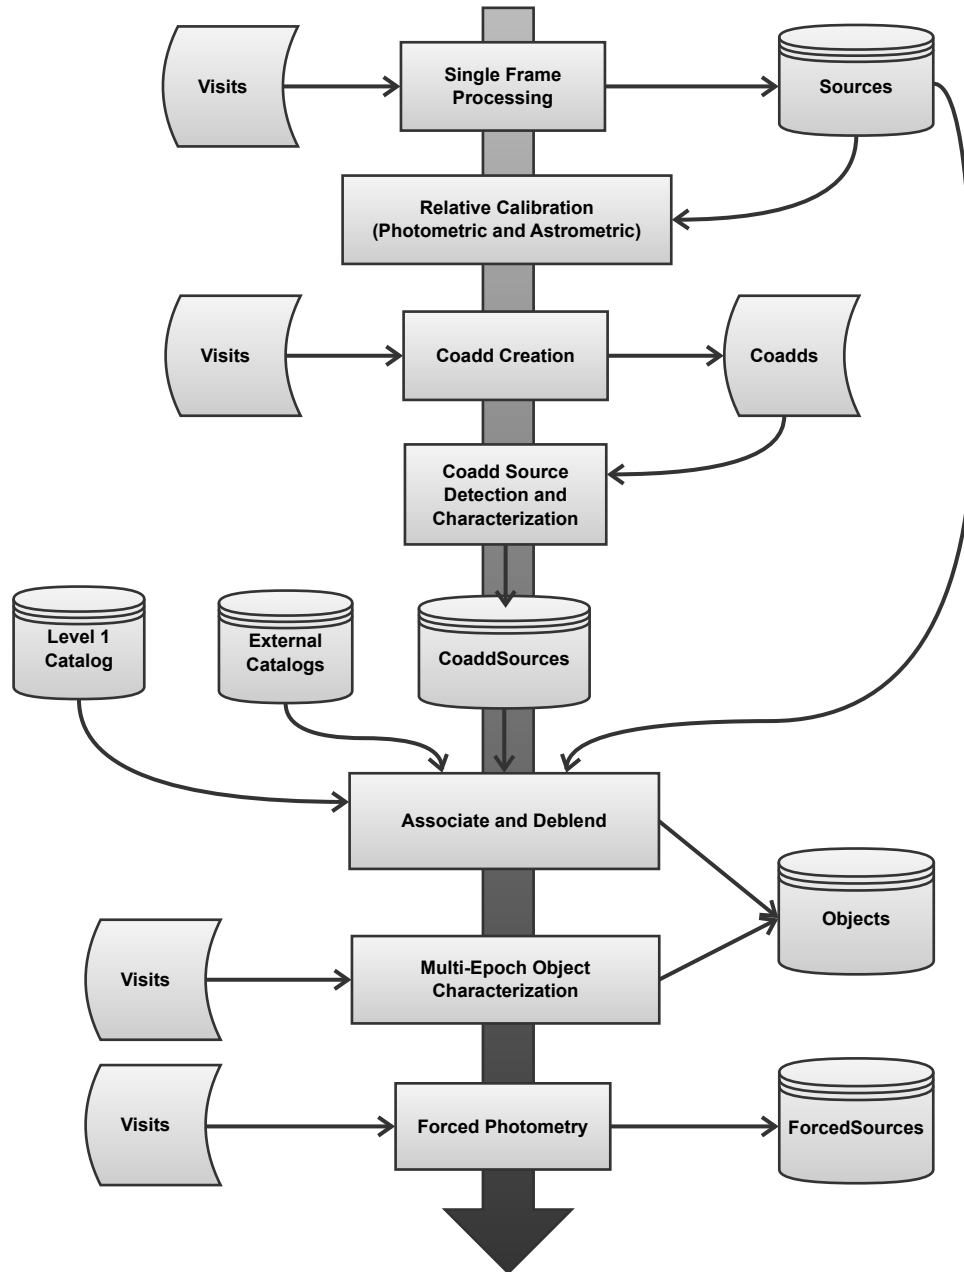 Visits
Single Frame
Processing
Sources
Relative Calibration
(Photometric and Astrometric)
Visits
Coadd Creation
Coadds
Coadd Source
Detection and
Characterization
Level 1
Catalog
External
Catalogs
CoaddSources
Associate and Deblend
Objects
Visits
Multi-Epoch Object
Characterization
Visits
Forced Photometry
ForcedSources